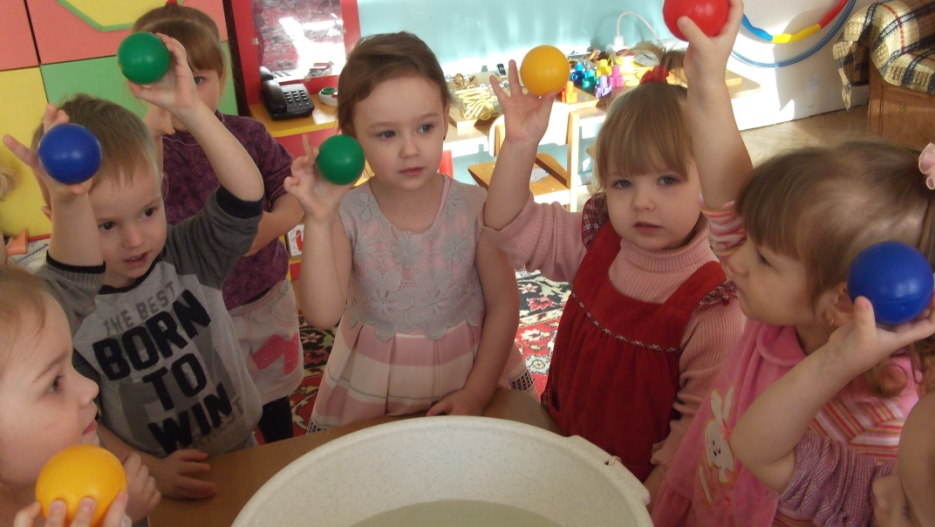 THE BEST
BORN
TO
WIN